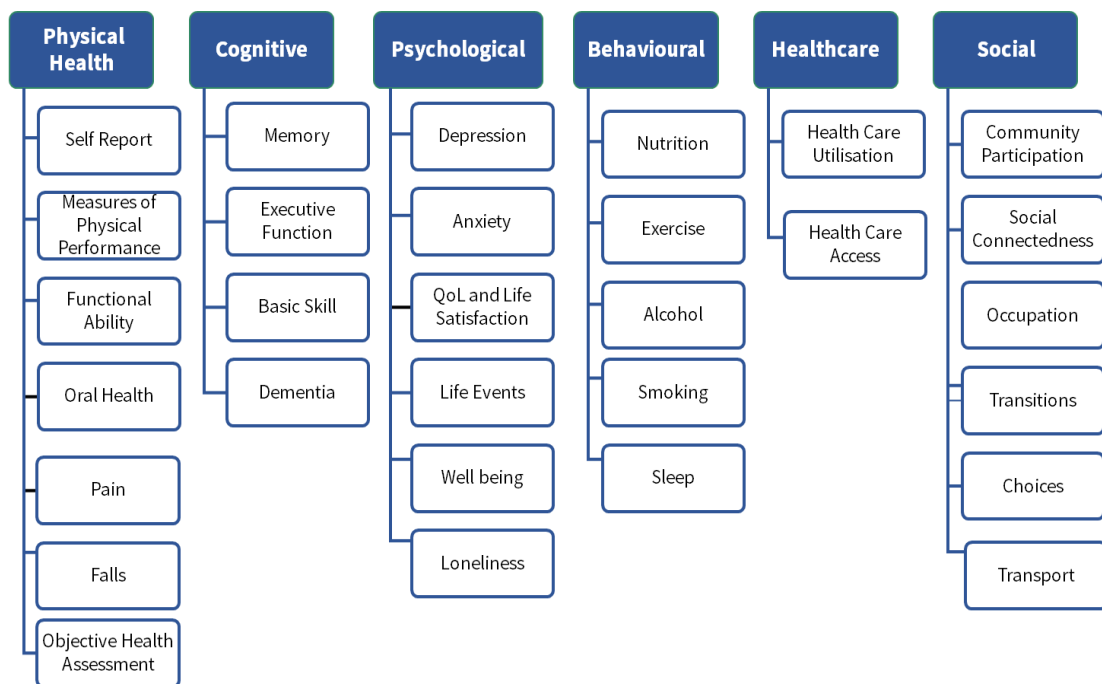 Physical
Health
Self Report
Measures of
Physical
Performance
Functional
Ability
Oral Health
Pain
Falls
Objective Health
Assessment
Cognitive
Memory
Executive
Function
Basic Skill
Dementia
Psychological
Depression
Anxiety
QoL and Life
Satisfaction
Life Events
Well being
Loneliness
Behavioural
Nutrition
Exercise
Alcohol
Smoking
Sleep
Healthcare
Health Care
Utilisation
Health Care
Access
Social
Community
Participation
Social
Connectedness
Occupation
Transitions
Choices
Transport